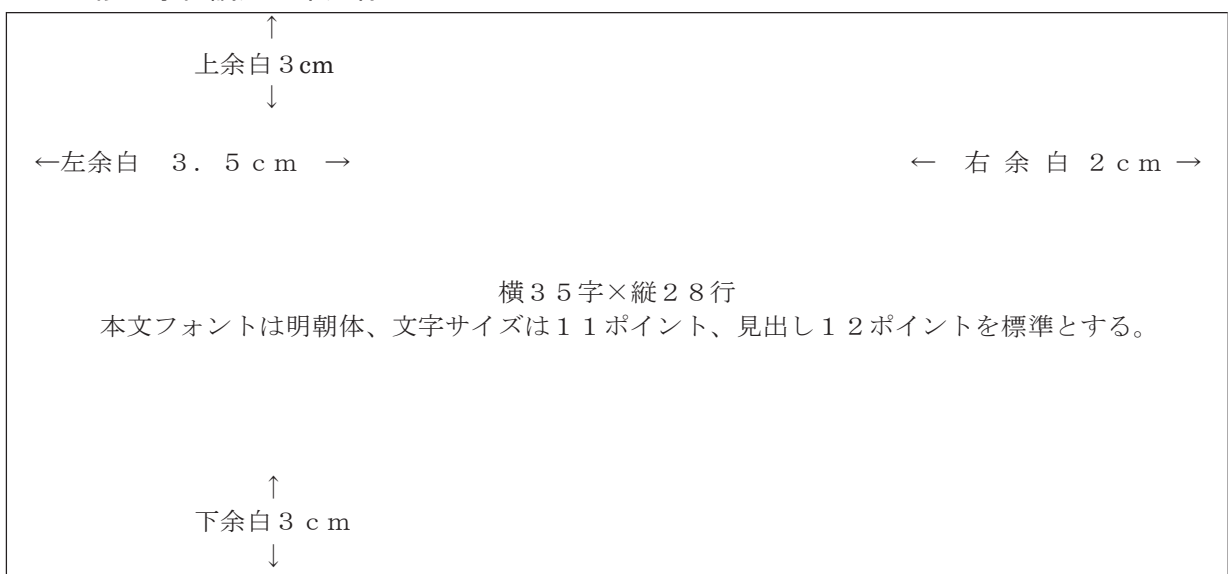 ↑
上余白３cm
↓
←左余白　３．５ｃｍ　→　　　←　右 余 白 ２ｃｍ→
横３５字×縦２８行
本文フォントは明朝体、文字サイズは１１ポイント、見出し１２ポイントを標準とする。
↑
下余白３ｃｍ
↓